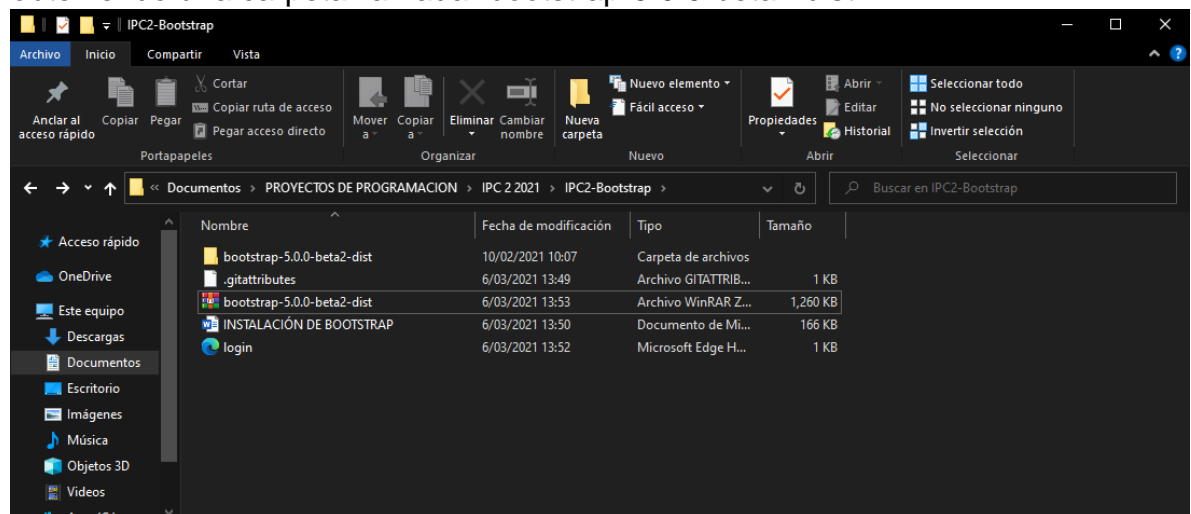 IPC2-Bootstrap
Archivo Inicio Compartir Vista
Anclar al acceso rápido
Copiar
Pegar
Cortar
Copiar ruta de acceso
Pegar acceso directo
Portapapeles
Mover a
Copiar a
Eliminar
Cambiar nombre
Organizar
Nueva carpeta
Nuevo elemento
Fácil acceso
Nuevo
Propiedades
Abrir
Editar
Historial
Abrir
Seleccionar todo
No seleccionar ninguno
Invertir selección
Seleccionar
« Documentos > PROYECTOS DE PROGRAMACION > IPC 2 2021 > IPC2-Bootstrap >
Buscar en IPC2-Bootstrap
Acceso rápido
OneDrive
Este equipo
Descargas
Documentos
Escritorio
Imágenes
Música
Objetos 3D
Videos
Nombre Fecha de modificación Tipo Tamaño
bootstrap-5.0.0-beta2-dist 10/02/2021 10:07 Carpeta de archivos
.gitattributes 6/03/2021 13:49 Archivo GITATTRIB... 1 KB
bootstrap-5.0.0-beta2-dist 6/03/2021 13:53 Archivo WinRAR Z... 1,260 KB
INSTALACIÓN DE BOOTSTRAP 6/03/2021 13:50 Documento de Mi... 166 KB
login 6/03/2021 13:52 Microsoft Edge H... 1 KB